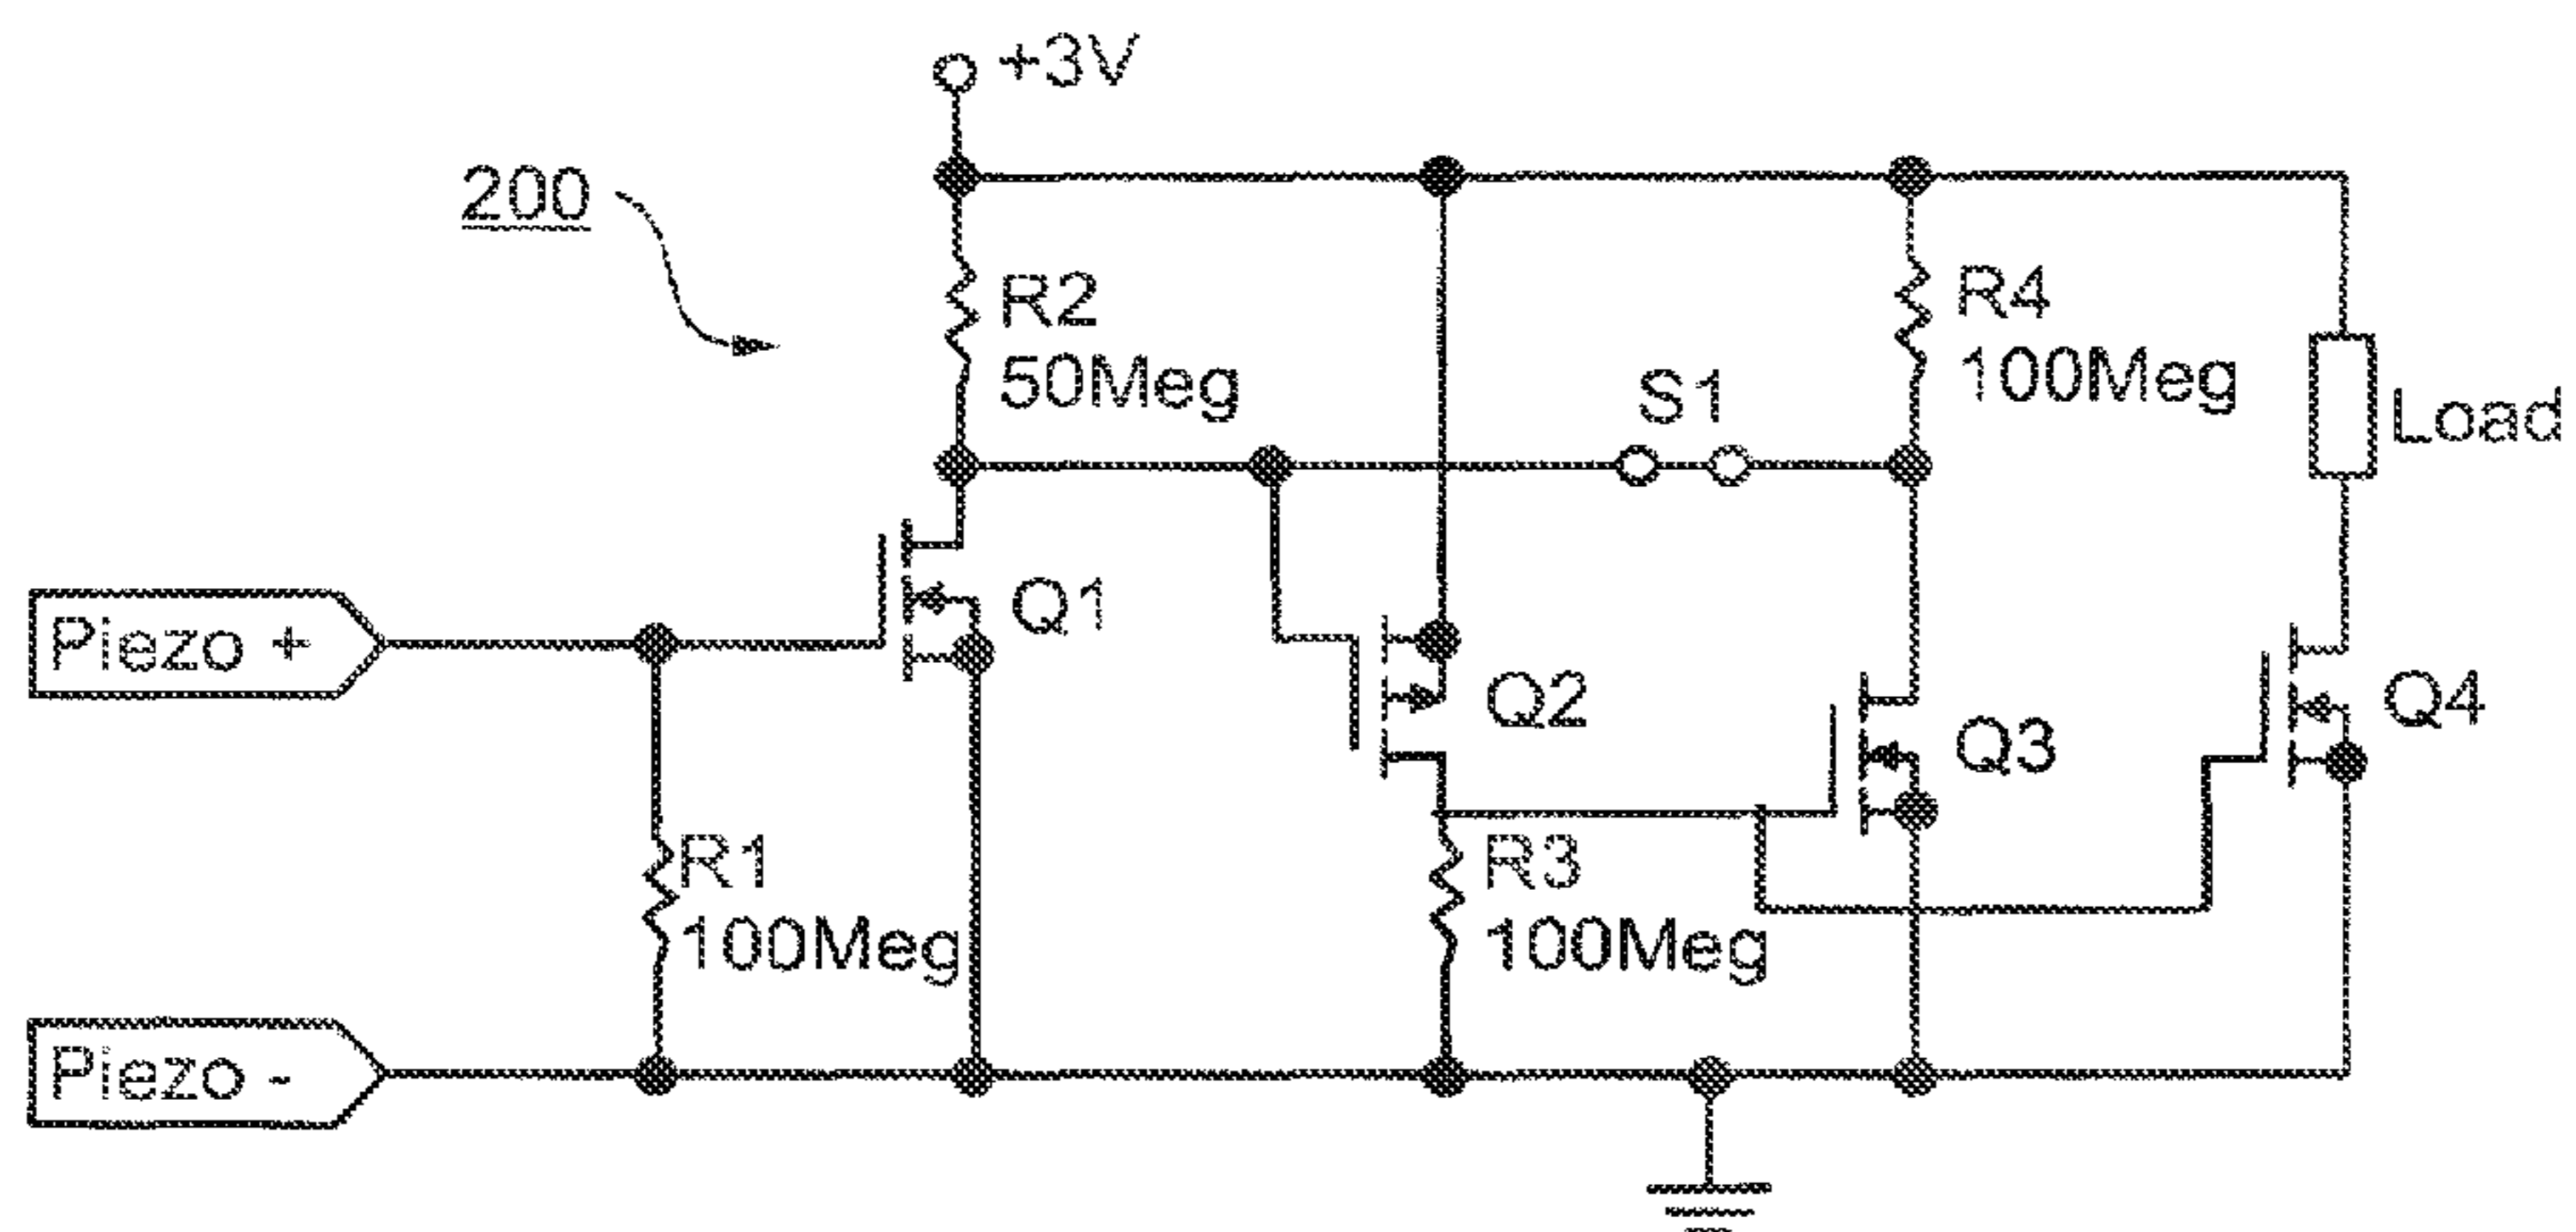 +3V
200
R2
50Meg
R4
100Meg
S1
Load
Q1
Piezo +
Q2
Q3
Q4
R1
100Meg
R3
100Meg
Piezo -